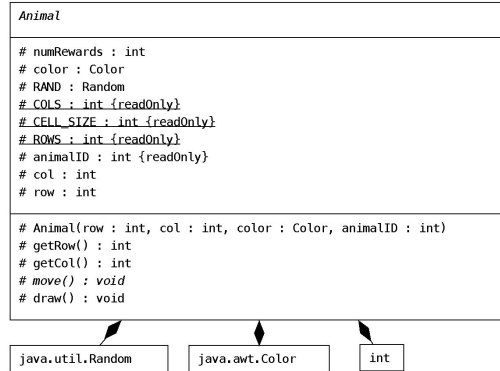 Animal
# numRewards : int
# color : Color
# RAND : Random
# COLS : int {readOnly}
# CELL_SIZE : int {readOnly}
# ROWS : int {readOnly}
# animalID : int {readOnly}
# col : int
# row : int
# Animal(row : int, col : int, color : Color, animalID : int)
# getRow() : int
# getCol() : int
# move() : void
# draw() : void
java.util.Random java.awt.Color int